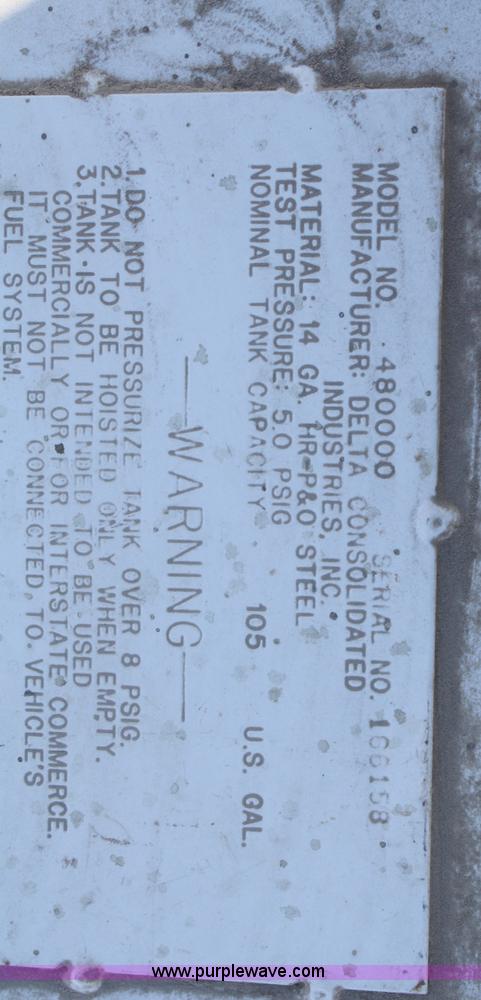 MODEL NO. 480000 SERIAL NO. 166158
MANUFACTURER: DELTA CONSOLIDATED
INDUSTRIES, INC.
MATERIAL: 14 GA. HR-P&O STEEL
TEST PRESSURE: 5.0 PSIG
NOMINAL TANK CAPACITY 105 U.S. GAL.
WARNING
1. DO NOT PRESSURIZE TANK OVER 8 PSIG.
2. TANK TO BE HOISTED ONLY WHEN EMPTY.
3. TANK IS NOT INTENDED TO BE USED
COMMERCIALLY OR FOR INTERSTATE COMMERCE.
IT MUST NOT BE CONNECTED TO VEHICLE'S
FUEL SYSTEM.
www.purplewave.com